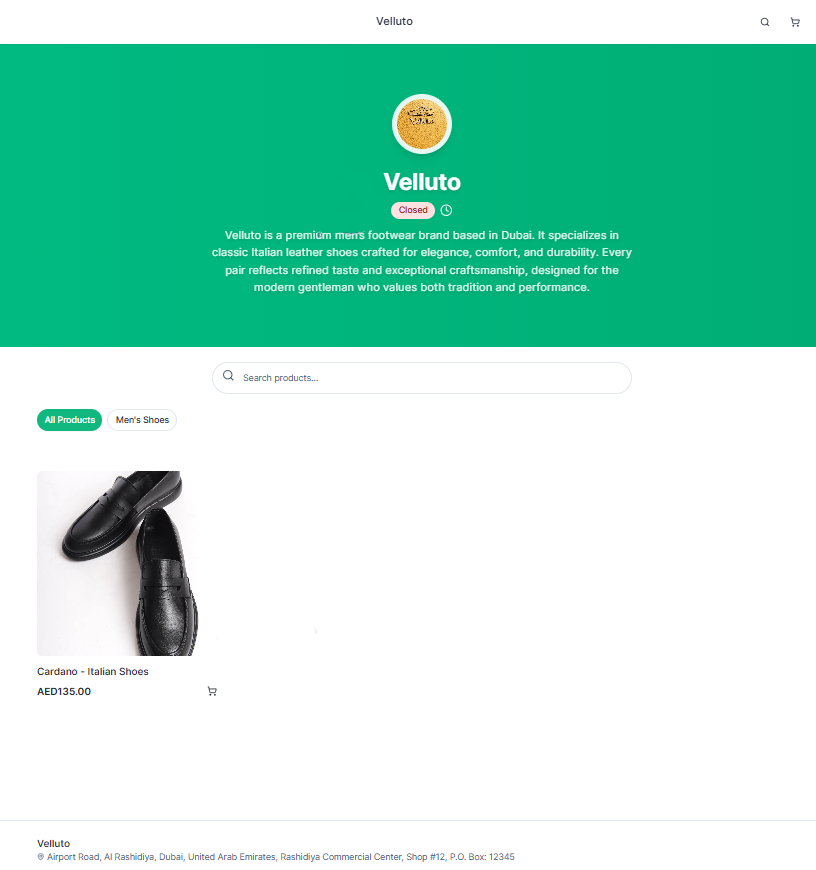 Velluto
Velluto
Closed
Velluto is a premium men's footwear brand based in Dubai. It specializes in
classic Italian leather shoes crafted for elegance, comfort, and durability. Every
pair reflects refined taste and exceptional craftsmanship, designed for the
modern gentleman who values both tradition and performance.
Search products...
All Products Men's Shoes
Cardano - Italian Shoes
AED135.00
Velluto
Airport Road, Al Rashidiya, Dubai, United Arab Emirates, Rashidiya Commercial Center, Shop #12, P.O. Box: 12345